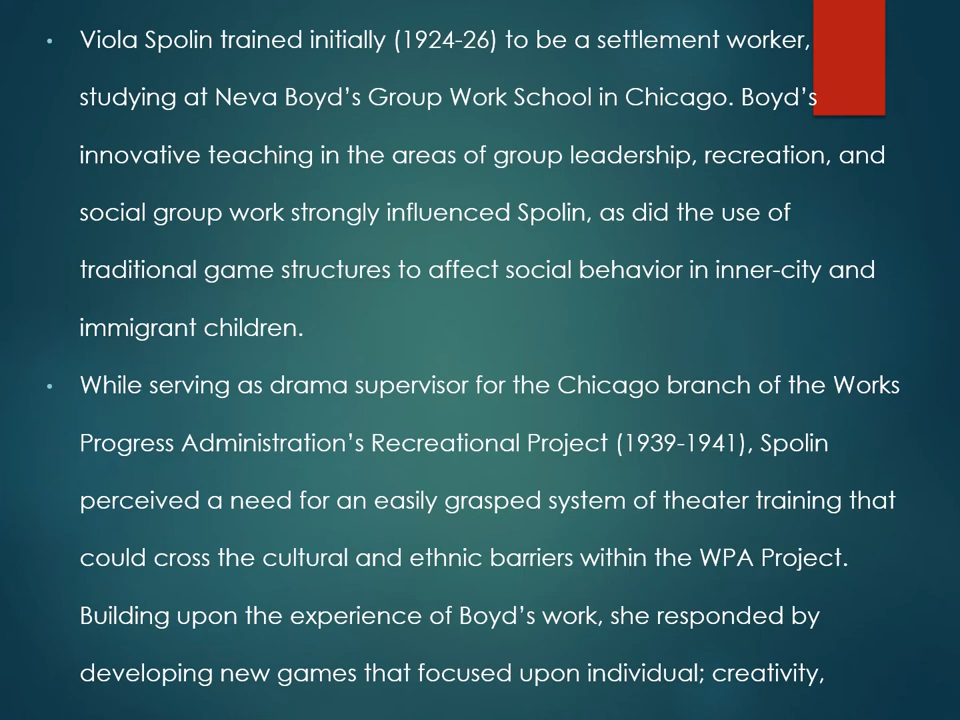 • Viola Spolin trained initially (1924-26) to be a settlement worker,
studying at Neva Boyd’s Group Work School in Chicago. Boyd’s
innovative teaching in the areas of group leadership, recreation, and
social group work strongly influenced Spolin, as did the use of
traditional game structures to affect social behavior in inner-city and
immigrant children.
• While serving as drama supervisor for the Chicago branch of the Works
Progress Administration’s Recreational Project (1939-1941), Spolin
perceived a need for an easily grasped system of theater training that
could cross the cultural and ethnic barriers within the WPA Project.
Building upon the experience of Boyd’s work, she responded by
developing new games that focused upon individual; creativity,